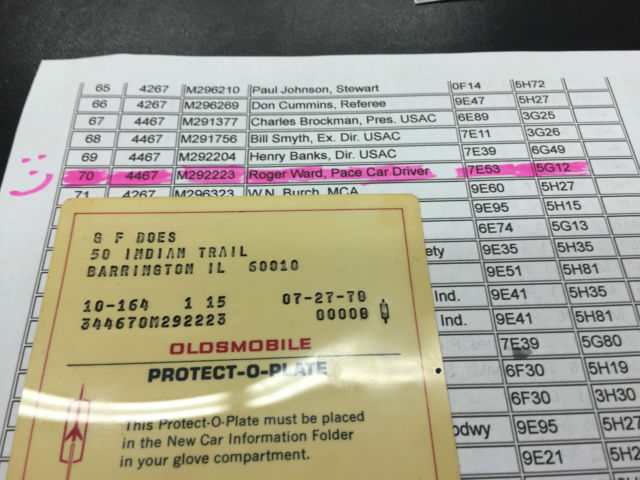 65 4267 M296210 Paul Johnson, Stewart 0F14 5H72
66 4267 M296269 Don Cummins, Referee 9E47 5H27
67 4467 M291377 Charles Brockman, Pres. USAC 6E89 3G25
68 4467 M291756 Bill Smyth, Ex. Dir. USAC 7E11 3G26
69 4467 M292204 Henry Banks, Dir. USAC 7E39 6G49
70 4467 M292223 Roger Ward, Pace Car Driver 7E53 5G12
71 4267 M296323 W.N. Burch, MCA 9E60 5H27
9E95 5H15
6E74 5G13
ety 9E35 5H35
9E51 5H81
Ind. 9E41 5H35
Ind. 9E41 5H81
7E39 5G80
6F30 5H19
6F30 3H30
odwy 9E95 5H27
9E21 5H2
G F BOES
50 INDIAN TRAIL
BARRINGTON IL 60010
10-164 1 15 07-27-70
344670M292223 00008
OLDSMOBILE
PROTECT-O-PLATE
This Protect-O-Plate must be placed
in the New Car Information Folder
in your glove compartment.